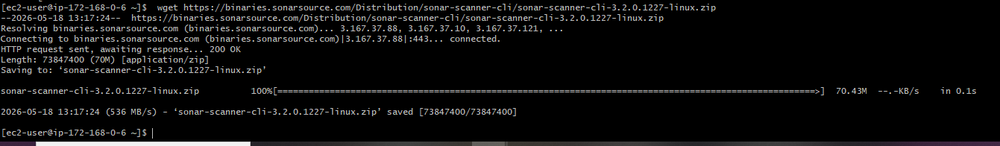 [ec2-user@ip-172-168-0-6 ~]$  wget https://binaries.sonarsource.com/Distribution/sonar-scanner-cli/sonar-scanner-cli-3.2.0.1227-linux.zip
--2026-05-18 13:17:24--  https://binaries.sonarsource.com/Distribution/sonar-scanner-cli/sonar-scanner-cli-3.2.0.1227-linux.zip
Resolving binaries.sonarsource.com (binaries.sonarsource.com)... 3.167.37.88, 3.167.37.10, 3.167.37.121, ...
Connecting to binaries.sonarsource.com (binaries.sonarsource.com)|3.167.37.88|:443... connected.
HTTP request sent, awaiting response... 200 OK
Length: 73847400 (70M) [application/zip]
Saving to: ‘sonar-scanner-cli-3.2.0.1227-linux.zip’
sonar-scanner-cli-3.2.0.1227-linux.zip          100%[=======================================================================================================>]  70.43M  --.-KB/s    in 0.1s
2026-05-18 13:17:24 (536 MB/s) - ‘sonar-scanner-cli-3.2.0.1227-linux.zip’ saved [73847400/73847400]
[ec2-user@ip-172-168-0-6 ~]$